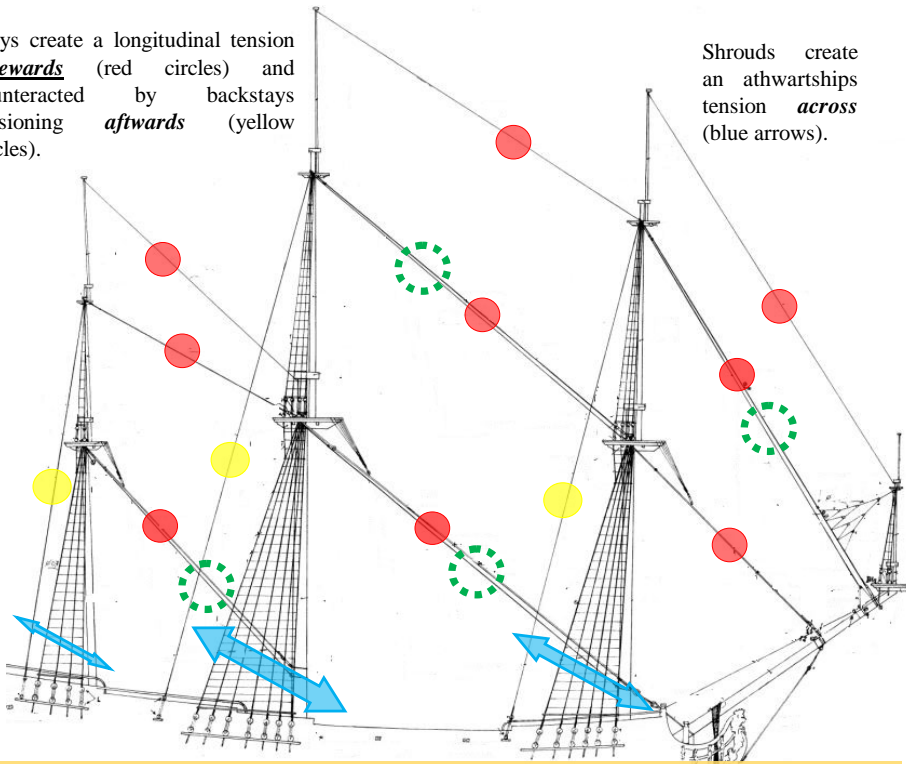 ys create a longitudinal tension
ewards (red circles) and
unteracted by backstays
sioning aftwards (yellow
cles).
Shrouds create
an athwartships
tension across
(blue arrows).